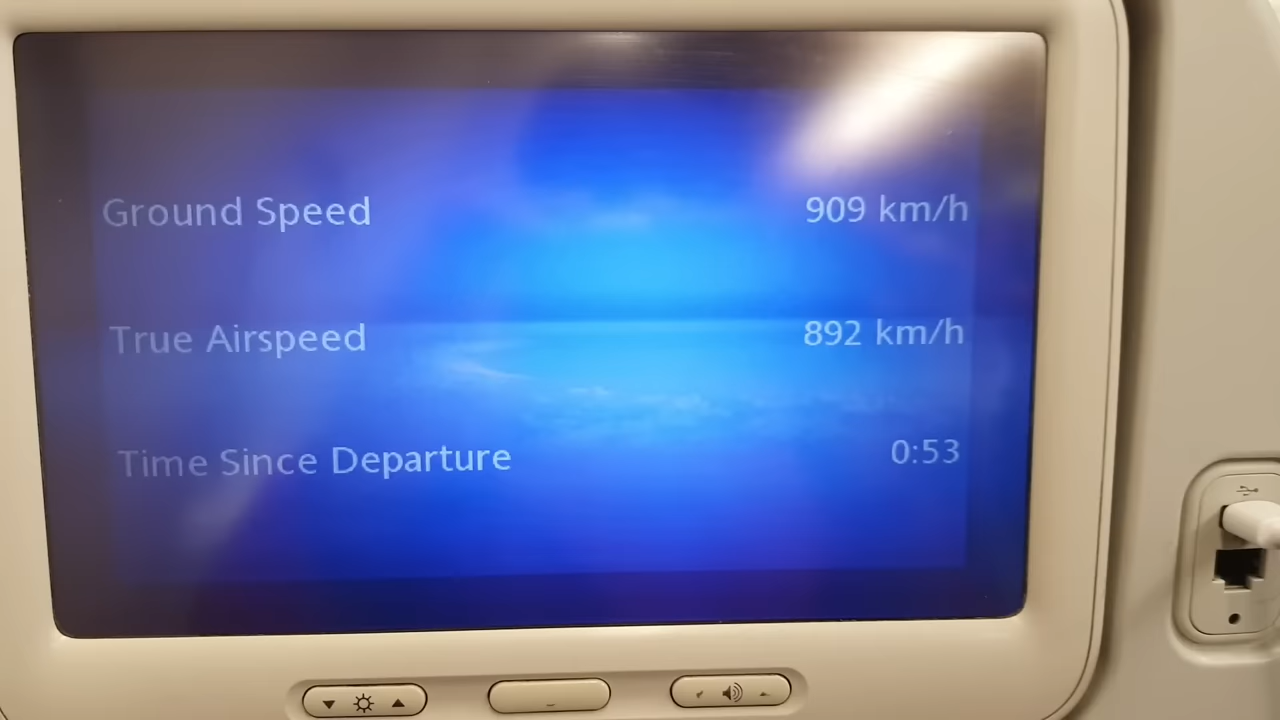 Ground Speed 909 km/h
True Airspeed 892 km/h
Time Since Departure 0:53